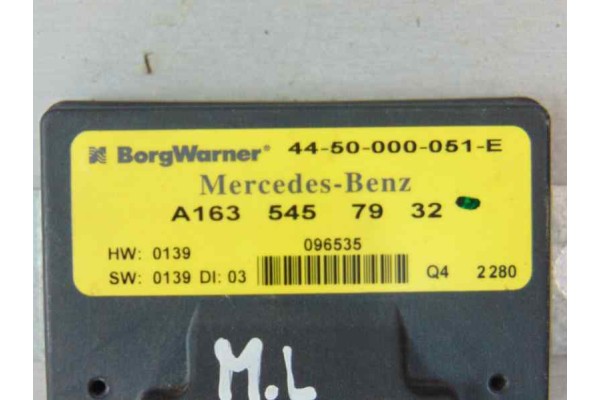 BorgWarner® 44-50-000-051-E
Mercedes-Benz
A163 545 79 32
HW: 0139 096535
SW: 0139 DI: 03 Q4 2280
M.L